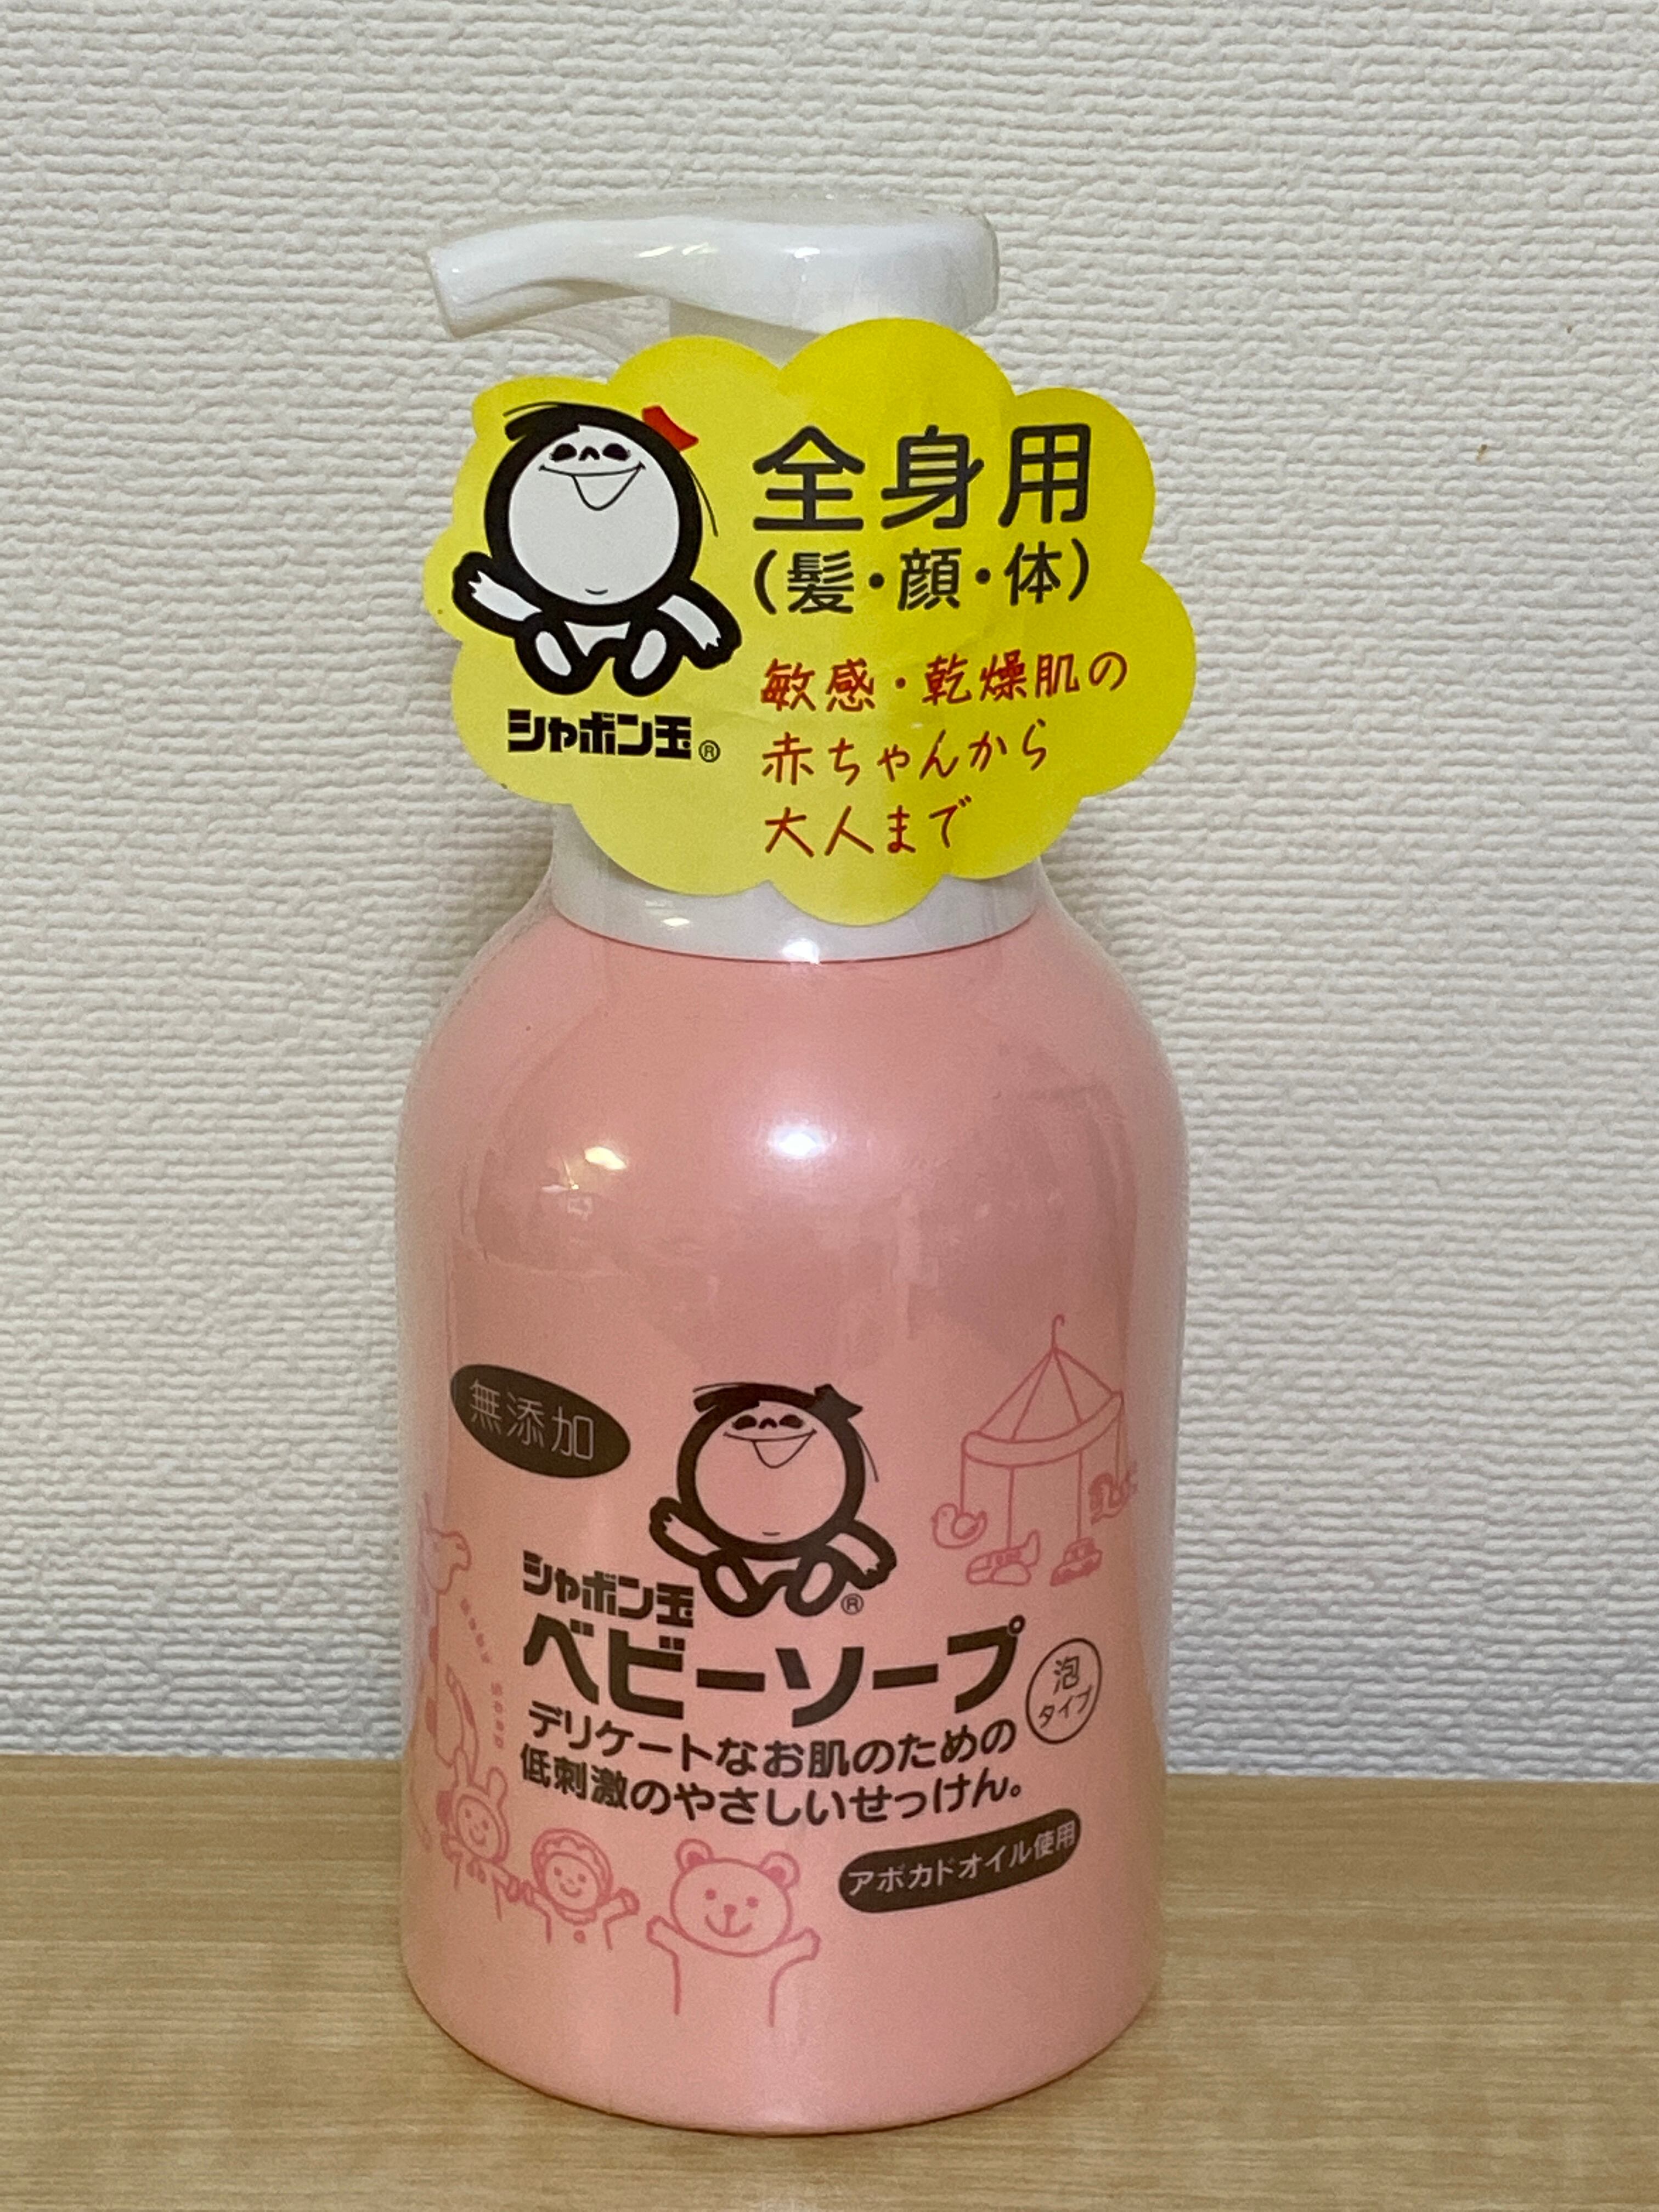 全身用
(髪・顔・体)
敏感・乾燥肌の
赤ちゃんから
大人まで
シャボン玉®
無添加
シャボン玉®
ベビーソープ
泡
タイプ
デリケートなお肌のための
低刺激のやさしいせっけん。
アボカドオイル使用